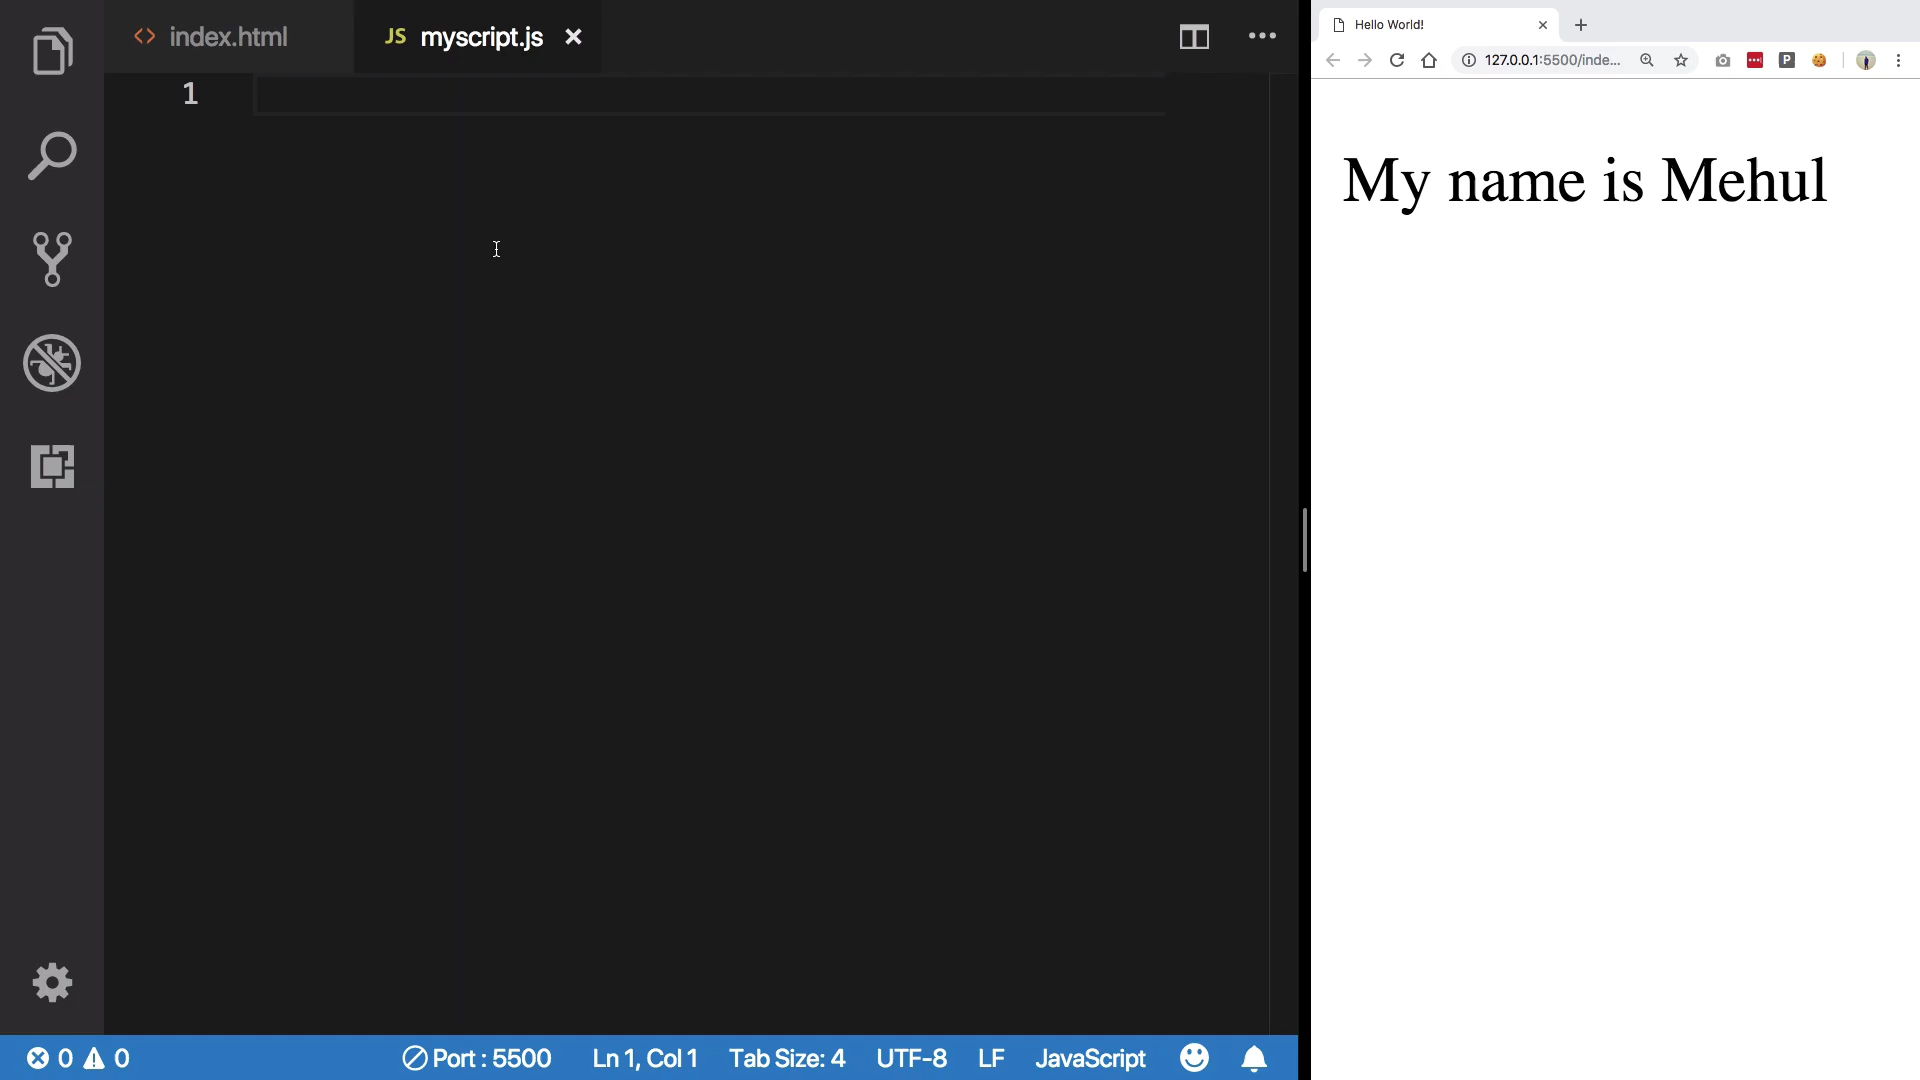 <> index.html
JS myscript.js
1
0 0
Port : 5500
Ln 1, Col 1
Tab Size: 4
UTF-8
LF
JavaScript
Hello World!
127.0.0.1:5500/inde...
P
My name is Mehul